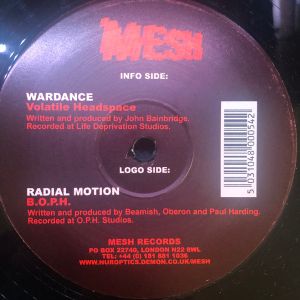 MESH
INFO SIDE:
WARDANCE
Volatile Headspace
Written and produced by John Bainbridge.
Recorded at Life Deprivation Studios.
LOGO SIDE:
RADIAL MOTION
B.O.P.H.
Written and produced by Beamish, Oberon and Paul Harding.
Recorded at O.P.H. Studios.
5 031048 000542
MESH RECORDS
PO BOX 22740, LONDON N22 8WL
TEL: +44 (0) 181 881 1036
WWW.NUROPTICS.DEMON.CO.UK/MESH